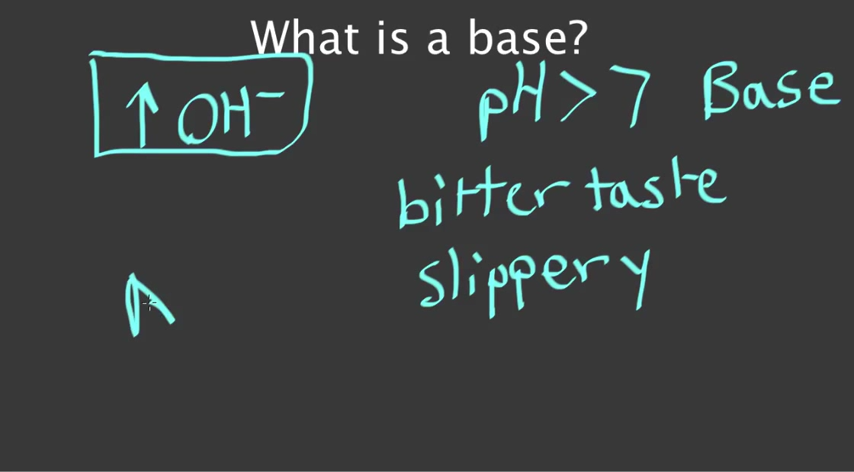 What is a base?
↑ OH⁻
pH > 7 Base
bitter taste
slippery